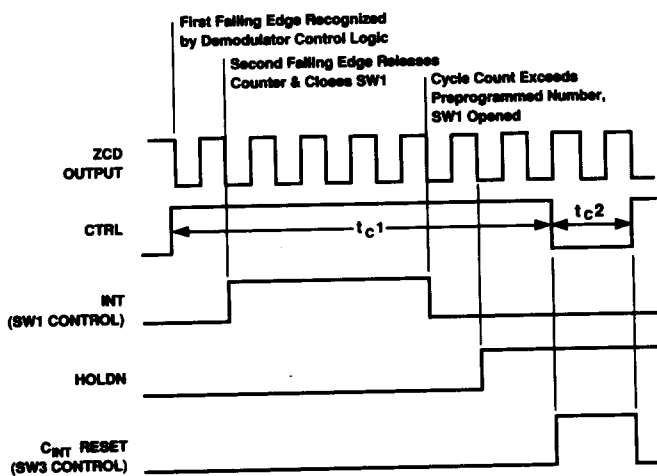 First Falling Edge Recognized
by Demodulator Control Logic
Second Falling Edge Releases
Counter & Closes SW1
Cycle Count Exceeds
Preprogrammed Number,
SW1 Opened
ZCD
OUTPUT
CTRL
tC1
tC2
INT
(SW1 CONTROL)
HOLDN
CINT RESET
(SW3 CONTROL)